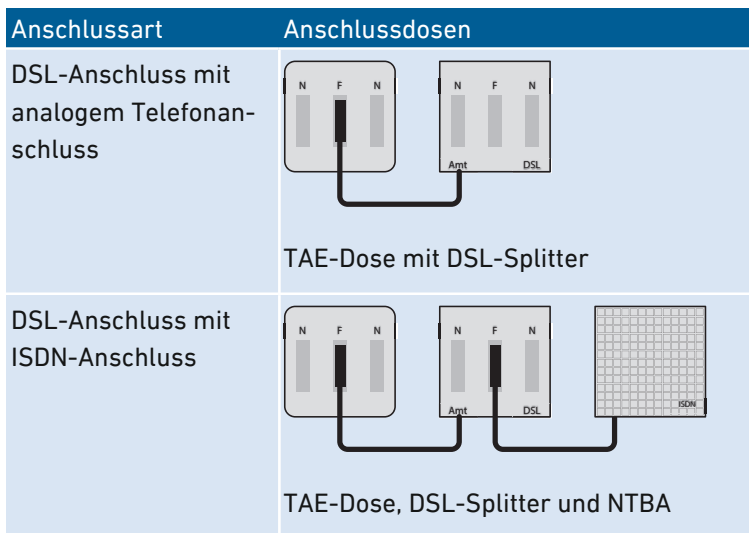 Anschlussart Anschlussdosen
DSL-Anschluss mit
analogem Telefonan-
schluss
N F N N F N
Amt DSL
TAE-Dose mit DSL-Splitter
DSL-Anschluss mit
ISDN-Anschluss
N F N N F N
Amt DSL ISDN
TAE-Dose, DSL-Splitter und NTBA